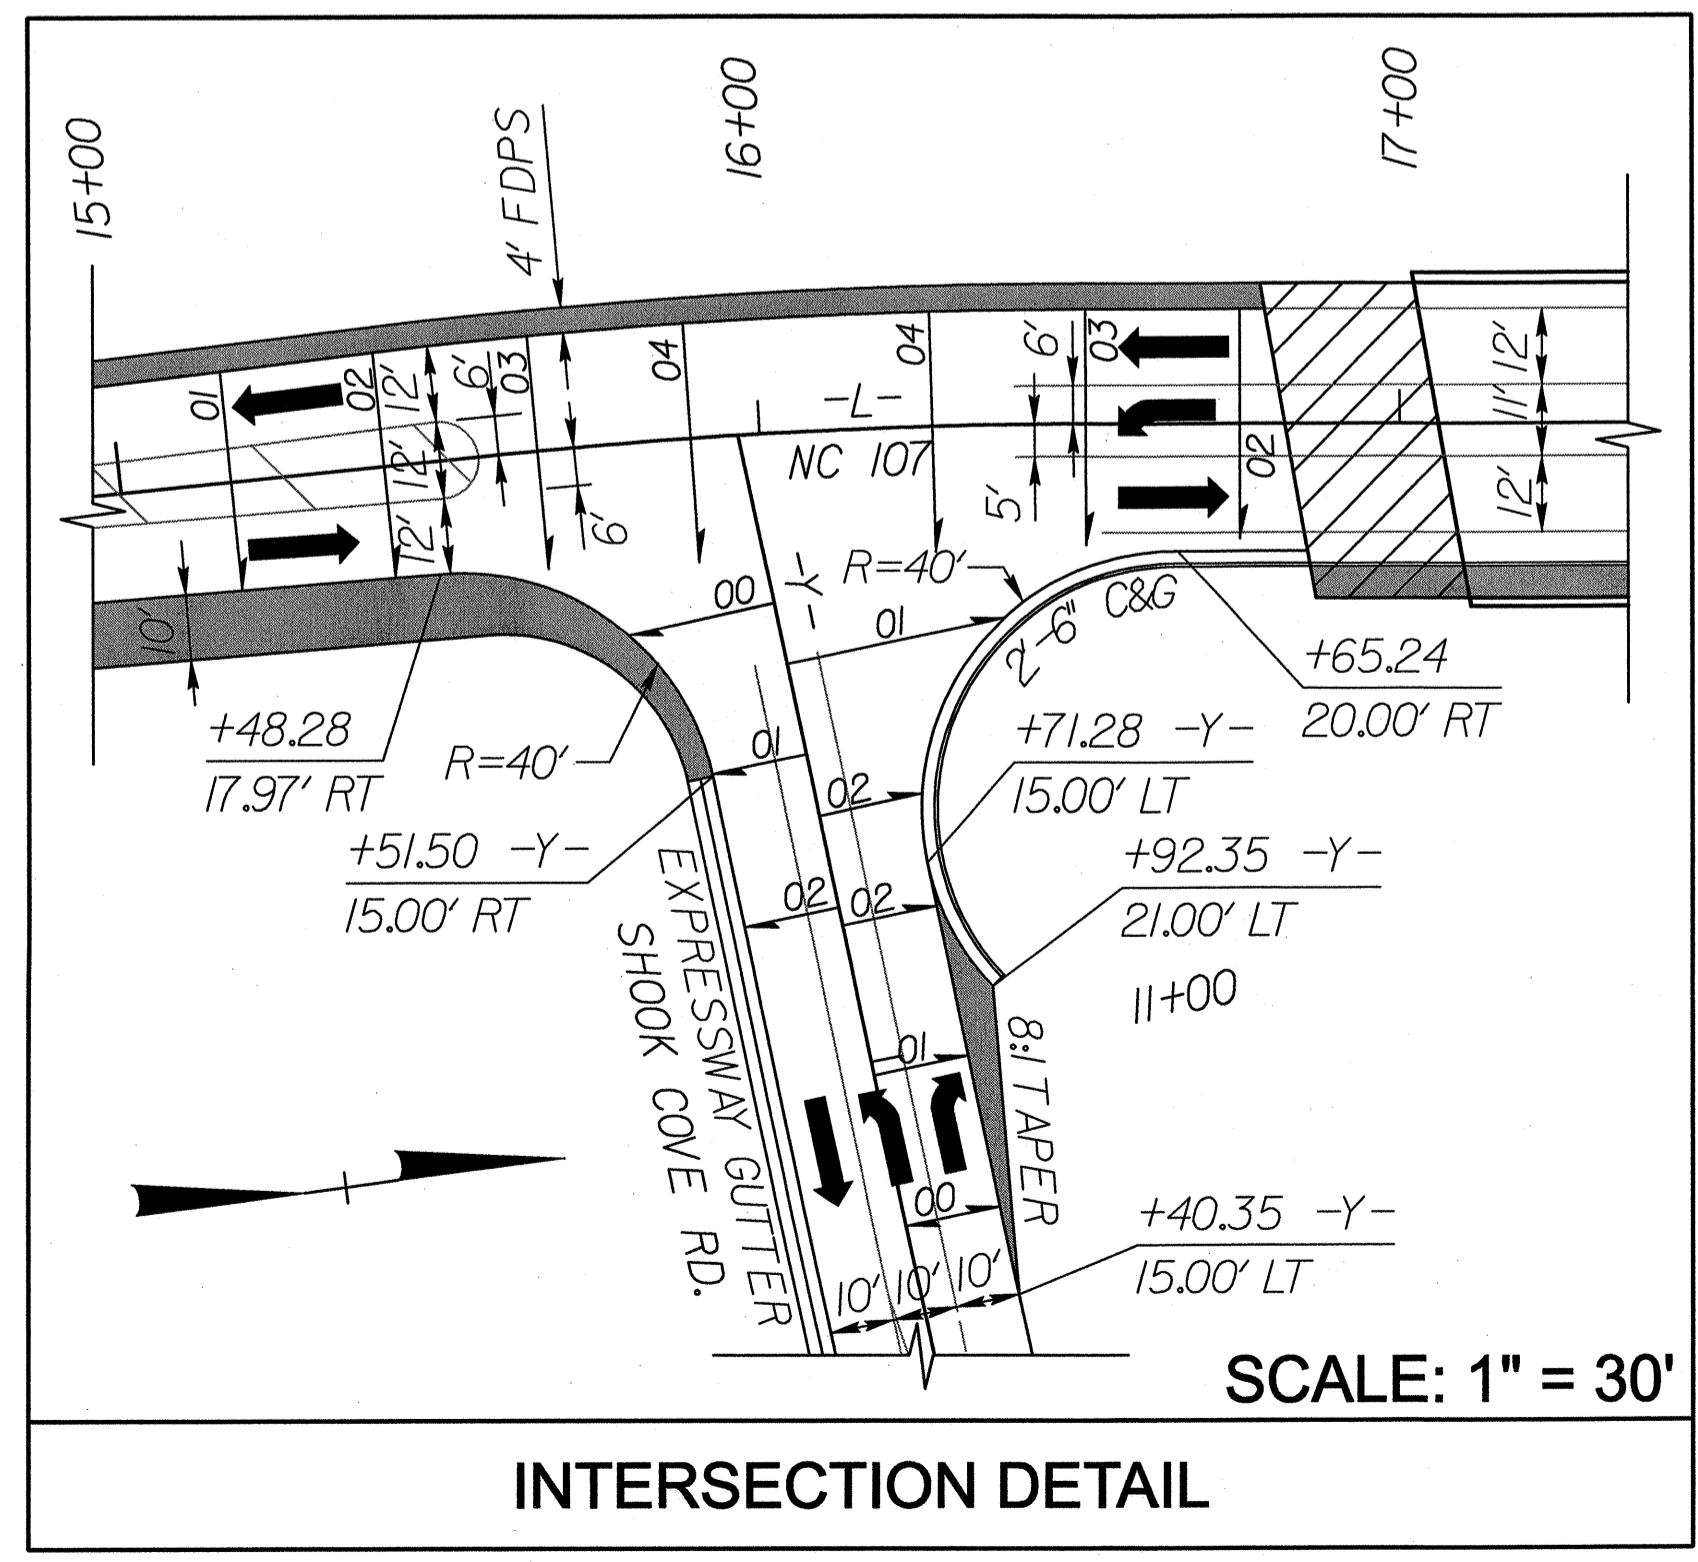 15+00
16+00
17+00
4' FDPS
01
02
12'
6'
03
04
-L-
04
6'
03
12'
11'
12'
12'
12'
6'
NC 107
5'
02
10'
00
-Y-
R=40'
01
2'-6" C&G
+65.24
20.00' RT
+48.28
17.97' RT
R=40'
01
+71.28 -Y-
15.00' LT
02
+51.50 -Y-
15.00' RT
+92.35 -Y-
21.00' LT
02
02
11+00
EXPRESSWAY GUTTER
SHOOK COVE RD.
01
8:1 TAPER
00
+40.35 -Y-
15.00' LT
10'
10'
10'
SCALE: 1" = 30'
INTERSECTION DETAIL